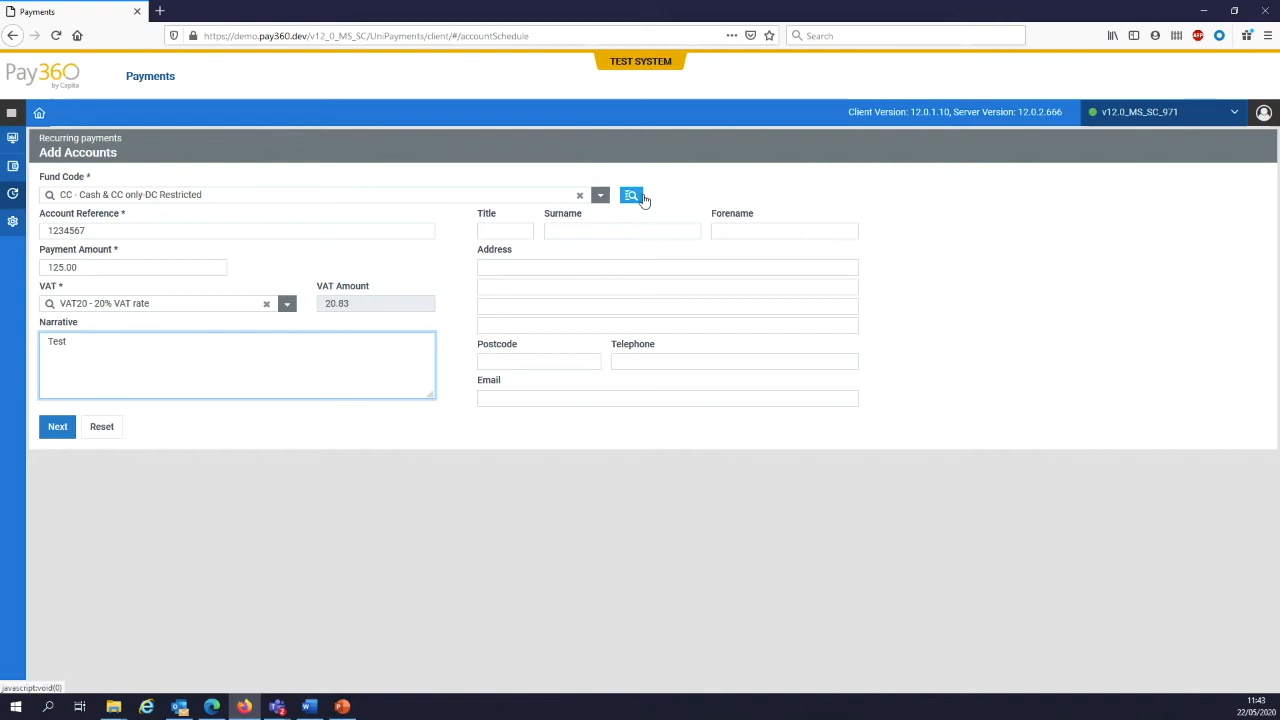 Payments
https://demo.pay360.dev/v12_0_MS_SC/UniPayments/client/#/accountSchedule
Search
TEST SYSTEM
Pay360
by Capita
Payments
Client Version: 12.0.1.10, Server Version: 12.0.2.666
v12.0_MS_SC_971
Recurring payments
Add Accounts
Fund Code *
CC - Cash & CC only-DC Restricted
Account Reference *
Title
Surname
Forename
1234567
Payment Amount *
Address
125.00
VAT *
VAT Amount
VAT20 - 20% VAT rate
20.83
Narrative
Test
Postcode
Telephone
Email
Next
Reset
javascript:void(0)
11:43
22/05/2020